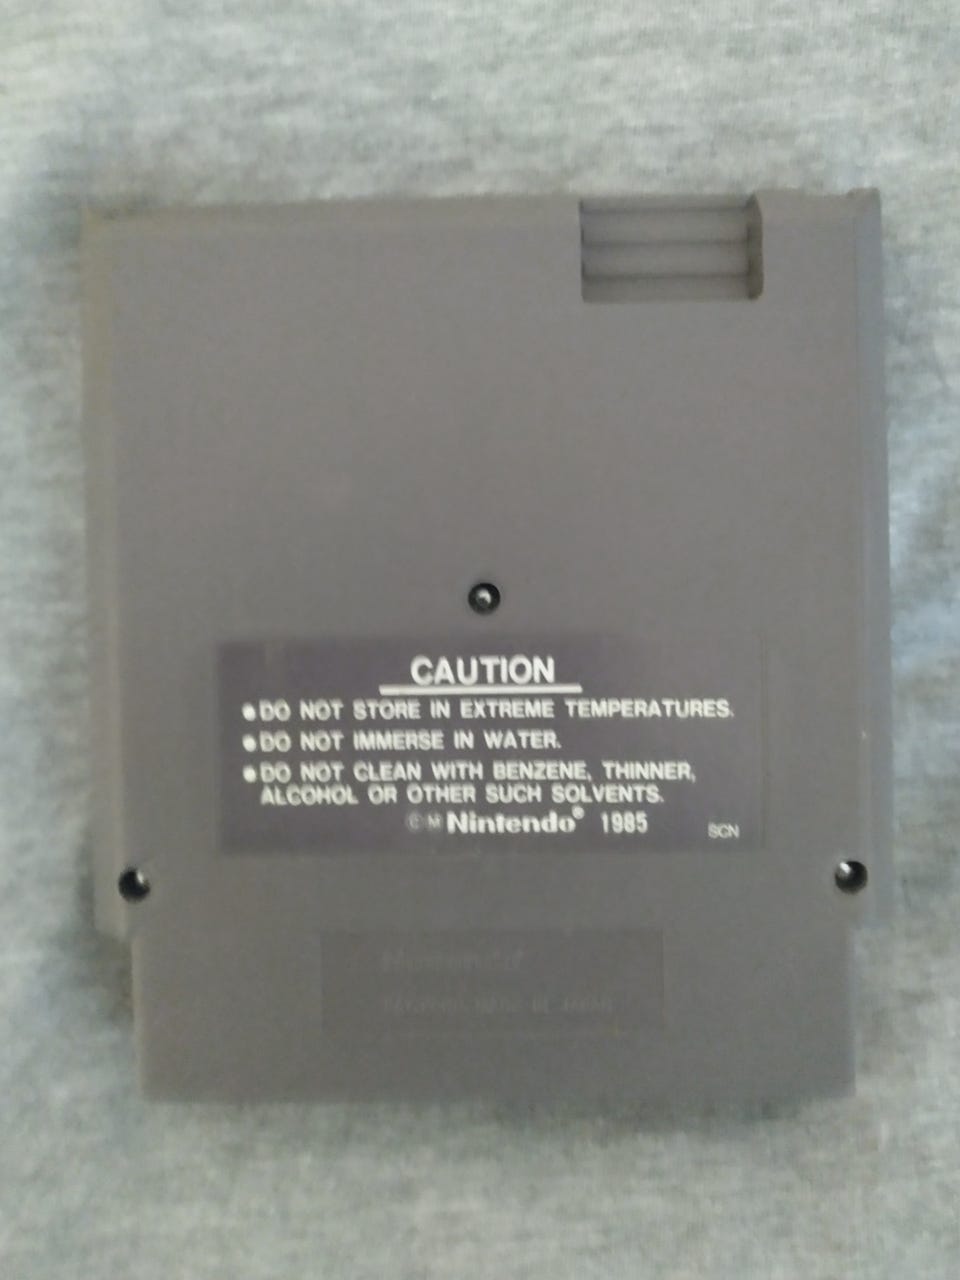 CAUTION
●DO NOT STORE IN EXTREME TEMPERATURES.
●DO NOT IMMERSE IN WATER.
●DO NOT CLEAN WITH BENZENE, THINNER,
ALCOHOL OR OTHER SUCH SOLVENTS.
Nintendo® 1985
SCN
Nintendo